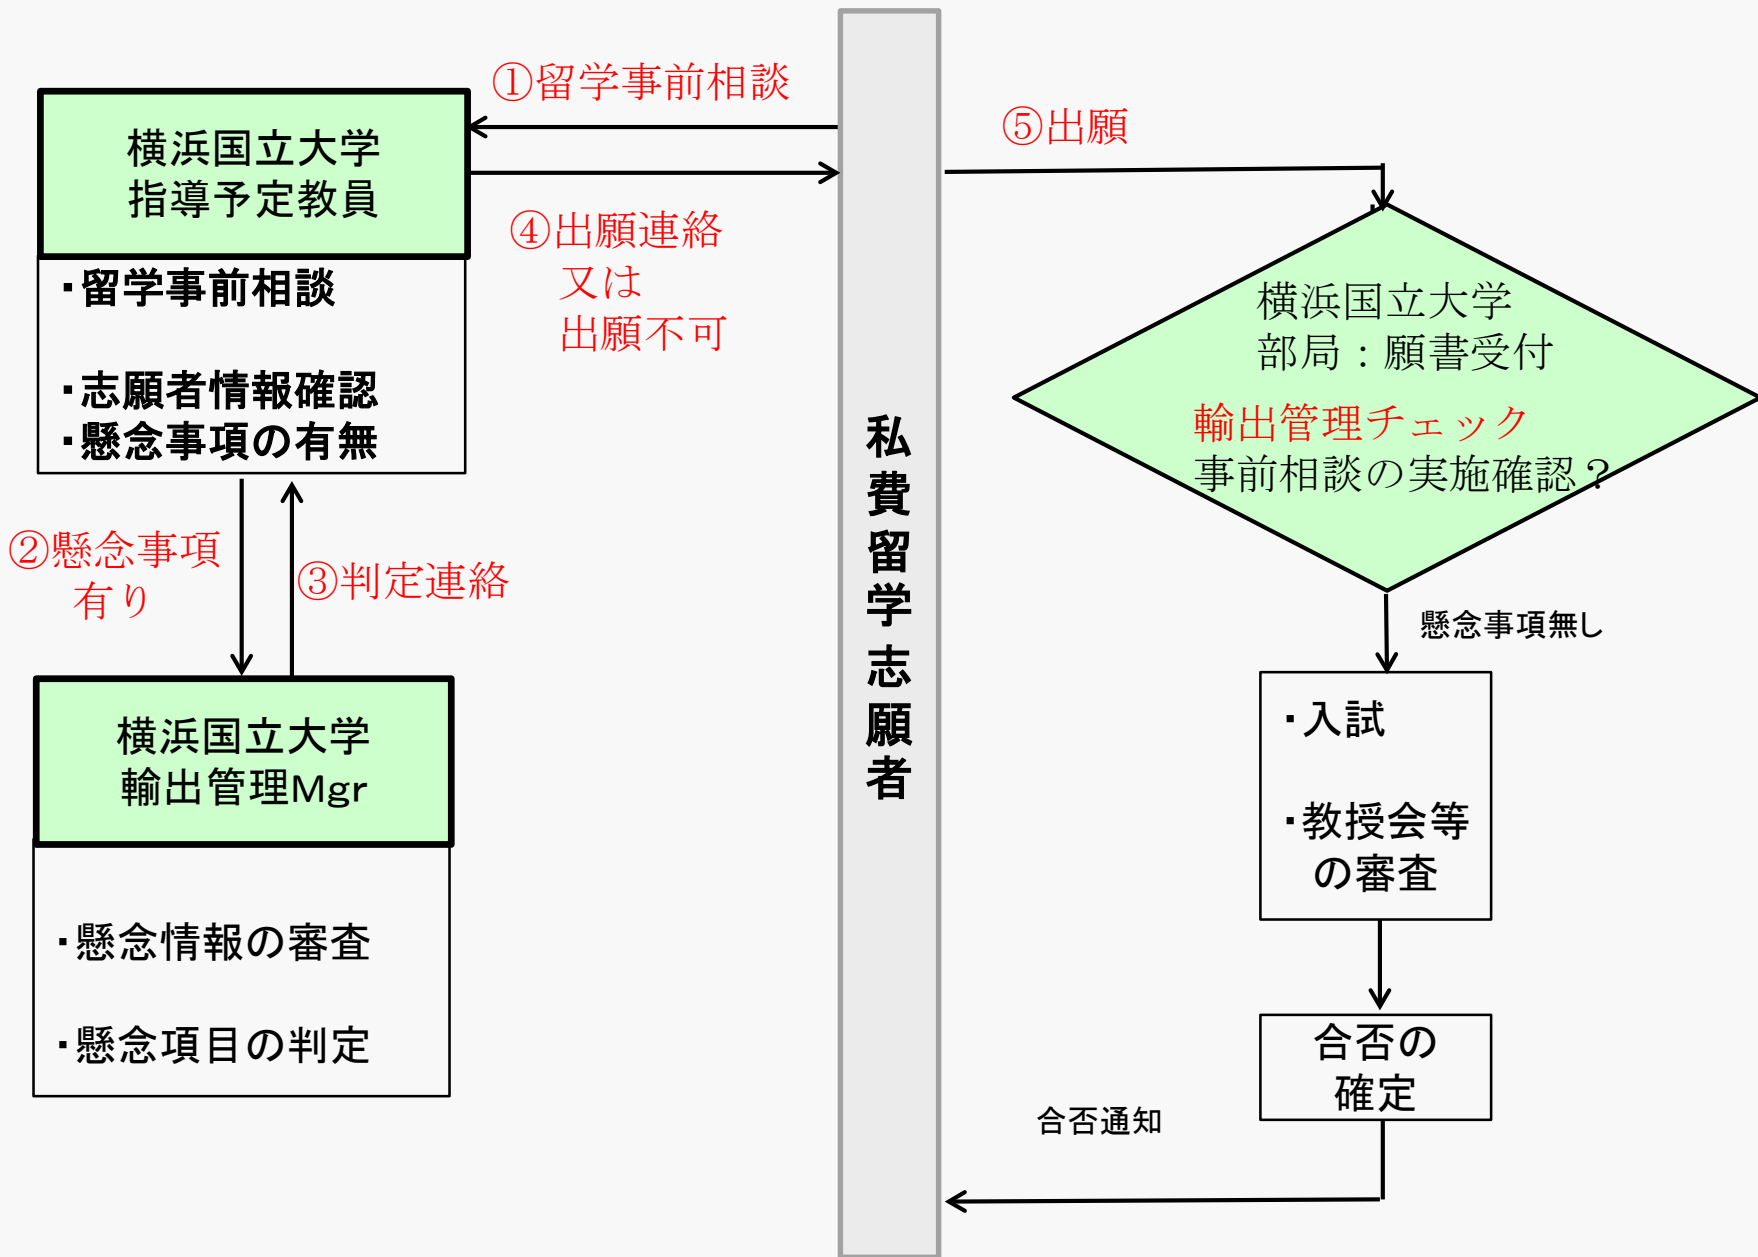 ①留学事前相談
横浜国立大学
指導予定教員
④出願連絡
又は
出願不可
・留学事前相談
・志願者情報確認
・懸念事項の有無
②懸念事項
有り
③判定連絡
横浜国立大学
輸出管理Mgr
・懸念情報の審査
・懸念項目の判定
私費留学志願者
⑤出願
横浜国立大学
部局：願書受付
輸出管理チェック
事前相談の実施確認？
懸念事項無し
・入試
・教授会等
の審査
合否の
確定
合否通知